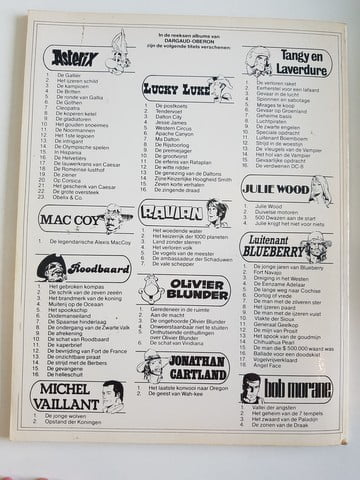 In de reeksen albums van
DARGAUD-OBERON
zijn de volgende titels verschenen:
Asterix
1. De Galliër
2. Het ijzeren schild
3. De kampioen
4. De Britten
5. De ronde van Gallia
6. De Gothen
7. Cleopatra
8. De koperen ketel
9. De gladiatoren
10. Het gouden snoeimes
11. De Noormannen
12. Het 1ste legioen
13. De intrigant
14. De Olympische spelen
15. In Hispania
16. De Helvetiërs
17. De lauwerkrans van Caesar
18. De Romeinse lusthof
19. De ziener
20. Op Corsica
21. Het geschenk van Caesar
22. De grote oversteek
23. Obelix & Co.
MAC COY
1. De legendarische Alexis MacCoy
Roodbaard
1. Het gebroken kompas
2. De schrik van de zeven zeeën
3. Het brandmerk van de koning
4. Muiterij op de Oceaan
5. Het spookschip
6. Dodemanseiland
7. De Spaanse hinderlaag
8. De ondergang van de Zwarte Valk
9. De afrekening
10. De schat van Roodbaard
11. De kaperbrief
12. De bevrijding van Fort de France
13. De onzichtbare piraat
14. De strijd met de Berbers
15. De gevangene
16. De helleschuit
MICHEL VAILLANT
1. De jonge wolven
2. Opstand der Koningen
LUCKY LUKE
1. De postkoets
2. De Tendervoet
3. Dalton City
4. Jesse James
5. Western Circus
6. Apache Canyon
7. Ma Dalton
8. De Rijstoorlog
9. De premiejager
10. De grootvorst
11. De erfenis van Rataplan
12. De witte ridder
13. De genezing van de Daltons
14. Zijne Keizerlijke Hoogheid Smith
15. Zeven korte verhalen
16. De zingende draad
RAVIAN
1. Het woedende water
2. Het keizerrijk der 1000 planeten
3. Land zonder sterren
4. Het verloren volk
5. De vogels van de meester
6. De ambassadeur der Schaduwen
7. De valse schepper
OLIVIER BLUNDER
1. Geredeneer in de ruimte
2. Aan de macht
3. De ongehoorde Olivier Blunder
4. Onweerstaanbaar niet te stuiten
5. Onthutsende onthullingen
over Olivier Blunder
6. De schat van Viridiana
JONATHAN CARTLAND
1. Het laatste konvooi naar Oregon
2. De geest van Wah-kee
Tangy en
Laverdure
1. De verloren raket
2. Eerherstel voor een lafaard
3. Gevaar in de lucht
4. Spionnen en sabotage
5. Mirages te koop
6. Gevaar op Groenland
7. Geheime basis
8. Luchtpiraten
9. De zwarte engelen
10. Speciale opdracht
11. Luitenant Boemboem
12. Strijd in de woestijn
13. De vleugels van de Vampier
14. Het hol van de Vampier
15. Gevaarlijke opdracht
16. De verdwenen DC-8
JULIE WOOD
1. Julie Wood
2. Duivelse motoren
3. 500 Dwazen aan de start
4. Julie krijgt het niet voor niets
Luitenant
BLUEBERRY
1. De jonge jaren van Blueberry
2. Fort Navajo
3. Dreiging in het Westen
4. De Eenzame Adelaar
5. De lange weg naar Cochise
6. Oorlog of vrede
7. De man met de zilveren ster
8. Het ijzeren paard
9. De man met de ijzeren vuist
10. Vlakte der Sioux
11. Generaal Geelkop
12. De mijn van Prosit
13. Het spook van de goudmijn
14. Chihuahua Pearl
15. De man die $ 500.000 waard was
16. Ballade voor een doodskist
17. Vogelvrijverklaard
18. Angel Face
bob morane
1. Vallei der angsten
2. Het geheim van de 7 tempels
3. Het zwaard van de Paladijn
4. De zonen van de Draak